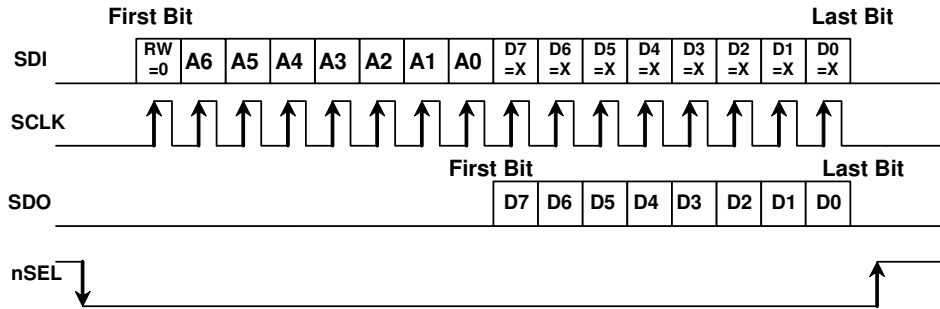 First Bit Last Bit
SDI RW =0 A6 A5 A4 A3 A2 A1 A0 D7 =X D6 =X D5 =X D4 =X D3 =X D2 =X D1 =X D0 =X
SCLK
First Bit Last Bit
SDO D7 D6 D5 D4 D3 D2 D1 D0
nSEL